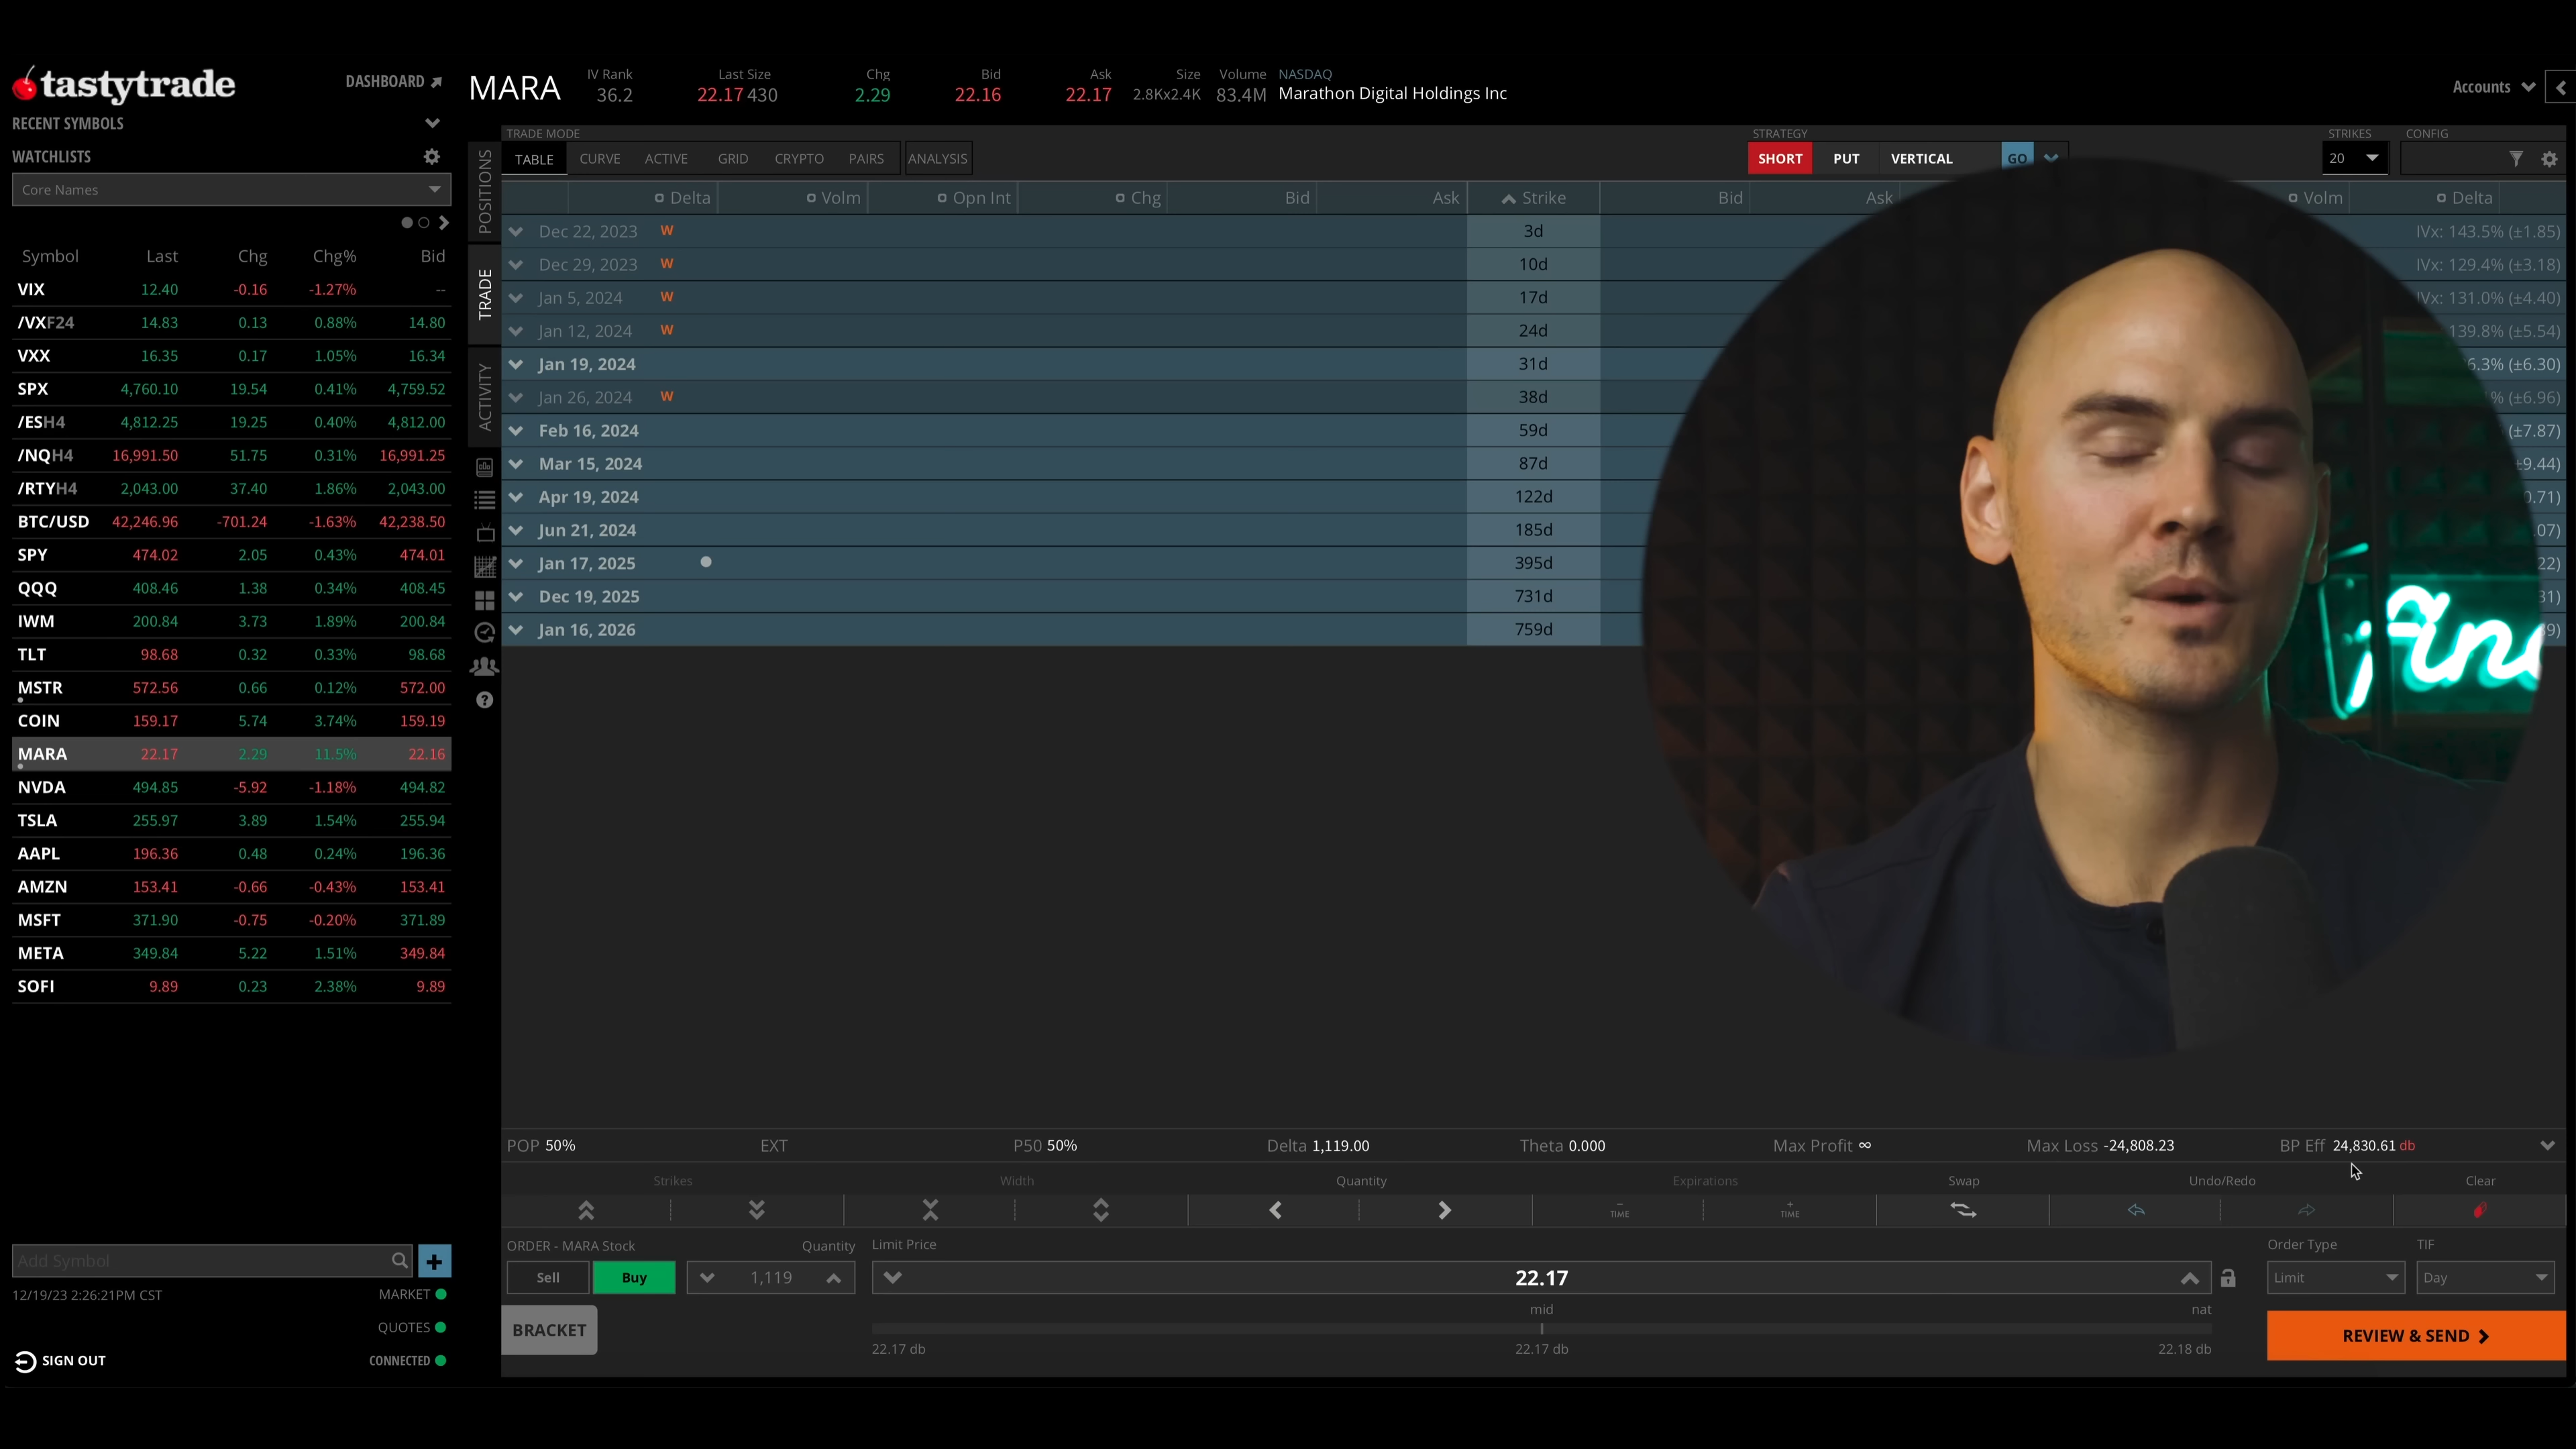 tastytrade
DASHBOARD
RECENT SYMBOLS
WATCHLISTS
Core Names
Symbol Last Chg Chg% Bid
VIX 12.40 -0.16 -1.27% --
/VXF24 14.83 0.13 0.88% 14.80
VXX 16.35 0.17 1.05% 16.34
SPX 4,760.10 19.54 0.41% 4,759.52
/ESH4 4,812.25 19.25 0.40% 4,812.00
/NQH4 16,991.50 51.75 0.31% 16,991.25
/RTYH4 2,043.00 37.40 1.86% 2,043.00
BTC/USD 42,246.96 -701.24 -1.63% 42,238.50
SPY 474.02 2.05 0.43% 474.01
QQQ 408.46 1.38 0.34% 408.45
IWM 200.84 3.73 1.89% 200.84
TLT 98.68 0.32 0.33% 98.68
MSTR 572.56 0.66 0.12% 572.00
COIN 159.17 5.74 3.74% 159.19
MARA 22.17 2.29 11.5% 22.16
NVDA 494.85 -5.92 -1.18% 494.82
TSLA 255.97 3.89 1.54% 255.94
AAPL 196.36 0.48 0.24% 196.36
AMZN 153.41 -0.66 -0.43% 153.41
MSFT 371.90 -0.75 -0.20% 371.89
META 349.84 5.22 1.51% 349.84
SOFI 9.89 0.23 2.38% 9.89
Add Symbol
12/19/23 2:26:21PM CST MARKET
QUOTES
SIGN OUT CONNECTED
IV Rank Last Size Chg Bid Ask Size Volume NASDAQ
MARA 36.2 22.17 430 2.29 22.16 22.17 2.8Kx2.4K 83.4M Marathon Digital Holdings Inc
Accounts
POSITIONS
TRADE
ACTIVITY
TRADE MODE STRATEGY STRIKES CONFIG
TABLE CURVE ACTIVE GRID CRYPTO PAIRS ANALYSIS SHORT PUT VERTICAL GO 20
Delta Volm Opn Int Chg Bid Ask Strike Bid Ask Volm Delta
Dec 22, 2023 W 3d IVx: 143.5% (±1.85)
Dec 29, 2023 W 10d IVx: 129.4% (±3.18)
Jan 5, 2024 W 17d IVx: 131.0% (±4.40)
Jan 12, 2024 W 24d 139.8% (±5.54)
Jan 19, 2024 31d 6.3% (±6.30)
Jan 26, 2024 W 38d % (±6.96)
Feb 16, 2024 59d (±7.87)
Mar 15, 2024 87d ±9.44)
Apr 19, 2024 122d 0.71)
Jun 21, 2024 185d 07)
Jan 17, 2025 395d 22)
Dec 19, 2025 731d 31)
Jan 16, 2026 759d 9)
POP 50% EXT P50 50% Delta 1,119.00 Theta 0.000 Max Profit ∞ Max Loss -24,808.23 BP Eff 24,830.61 db
Strikes Width Quantity Expirations Swap Undo/Redo Clear
− TIME + TIME
ORDER - MARA Stock Quantity Limit Price Order Type TIF
Sell Buy 1,119 22.17 Limit Day
BRACKET mid nat
22.17 db 22.17 db 22.18 db
REVIEW & SEND